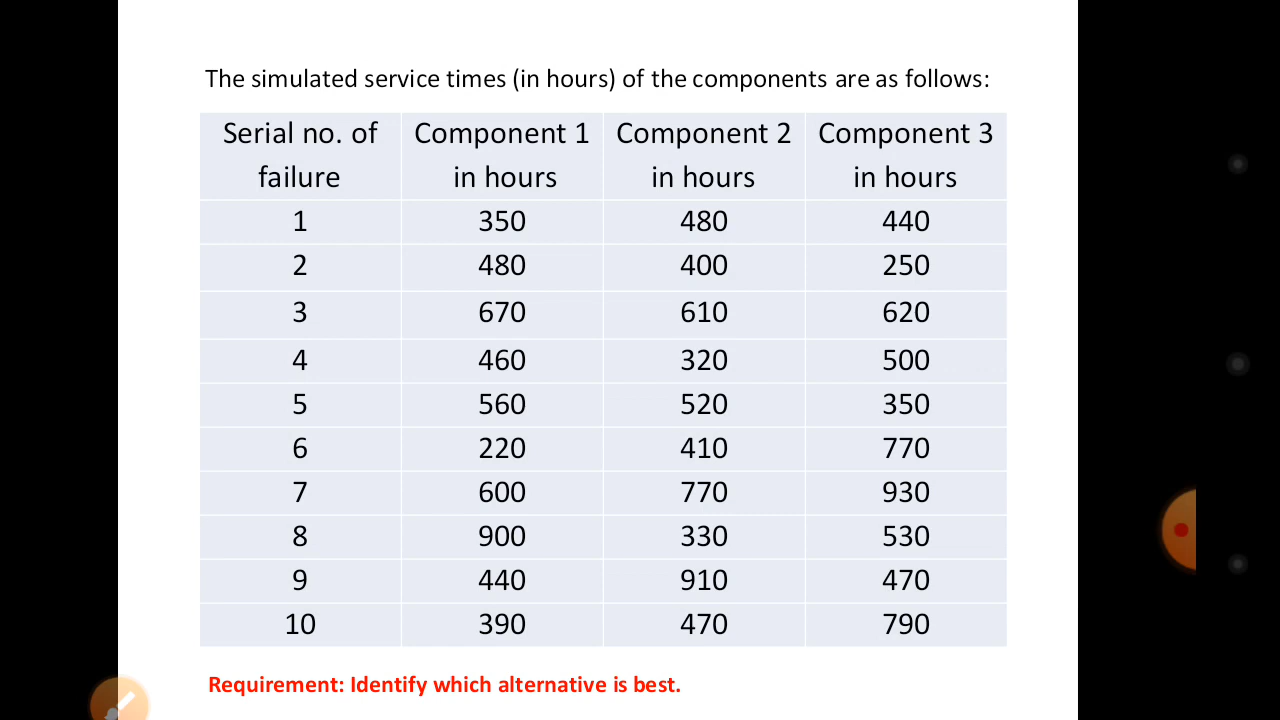 The simulated service times (in hours) of the components are as follows:
Serial no. of failure Component 1 in hours Component 2 in hours Component 3 in hours
1 350 480 440
2 480 400 250
3 670 610 620
4 460 320 500
5 560 520 350
6 220 410 770
7 600 770 930
8 900 330 530
9 440 910 470
10 390 470 790
Requirement: Identify which alternative is best.